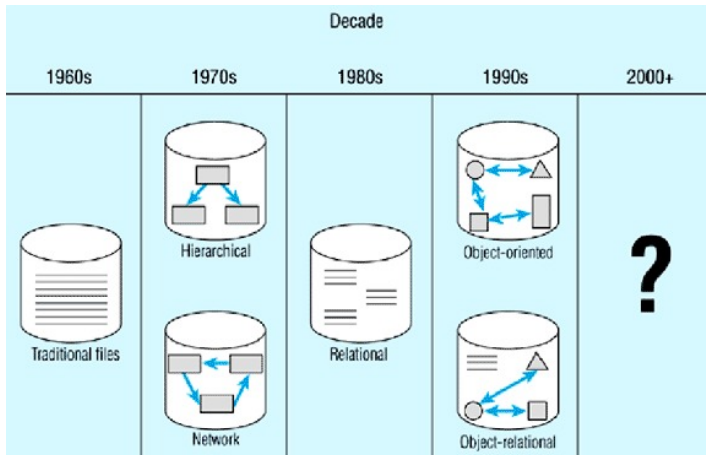 Decade
1960s 1970s 1980s 1990s 2000+
Hierarchical
Object-oriented
Traditional files
Relational
?
Network
Object-relational